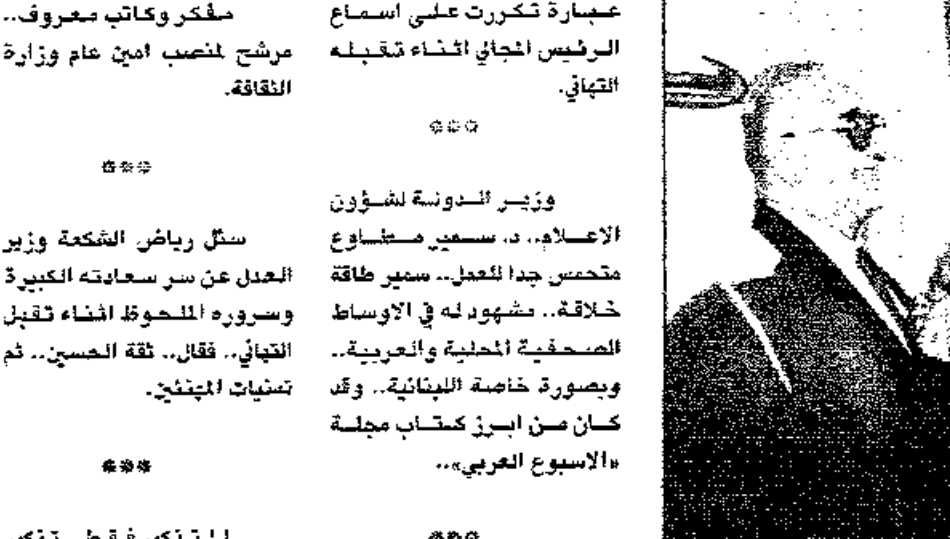 عبارة تكررت على اسماع
الرئيس المجالي اثناء تقبله
التهاني.
***
وزير الدولة لشؤون
الاعلام.. د. سمير مطاوع
متحمس جدا للعمل.. سمير طاقة
خلاقة.. مشهود له في الاوساط
الصحفية المحلية والعربية..
وبصورة خاصة اللبنانية.. وقد
كان من ابرز كتاب مجلة
«الاسبوع العربي»..
***
مفكر وكاتب معروف..
مرشح لمنصب امين عام وزارة
الثقافة.
***
سئل رياض الشكعة وزير
العدل عن سر سعادته الكبيرة
وسروره الملحوظ اثناء تقبل
التهاني.. فقال.. ثقة الحسين.. ثم
تمنيات المهنئين.
***